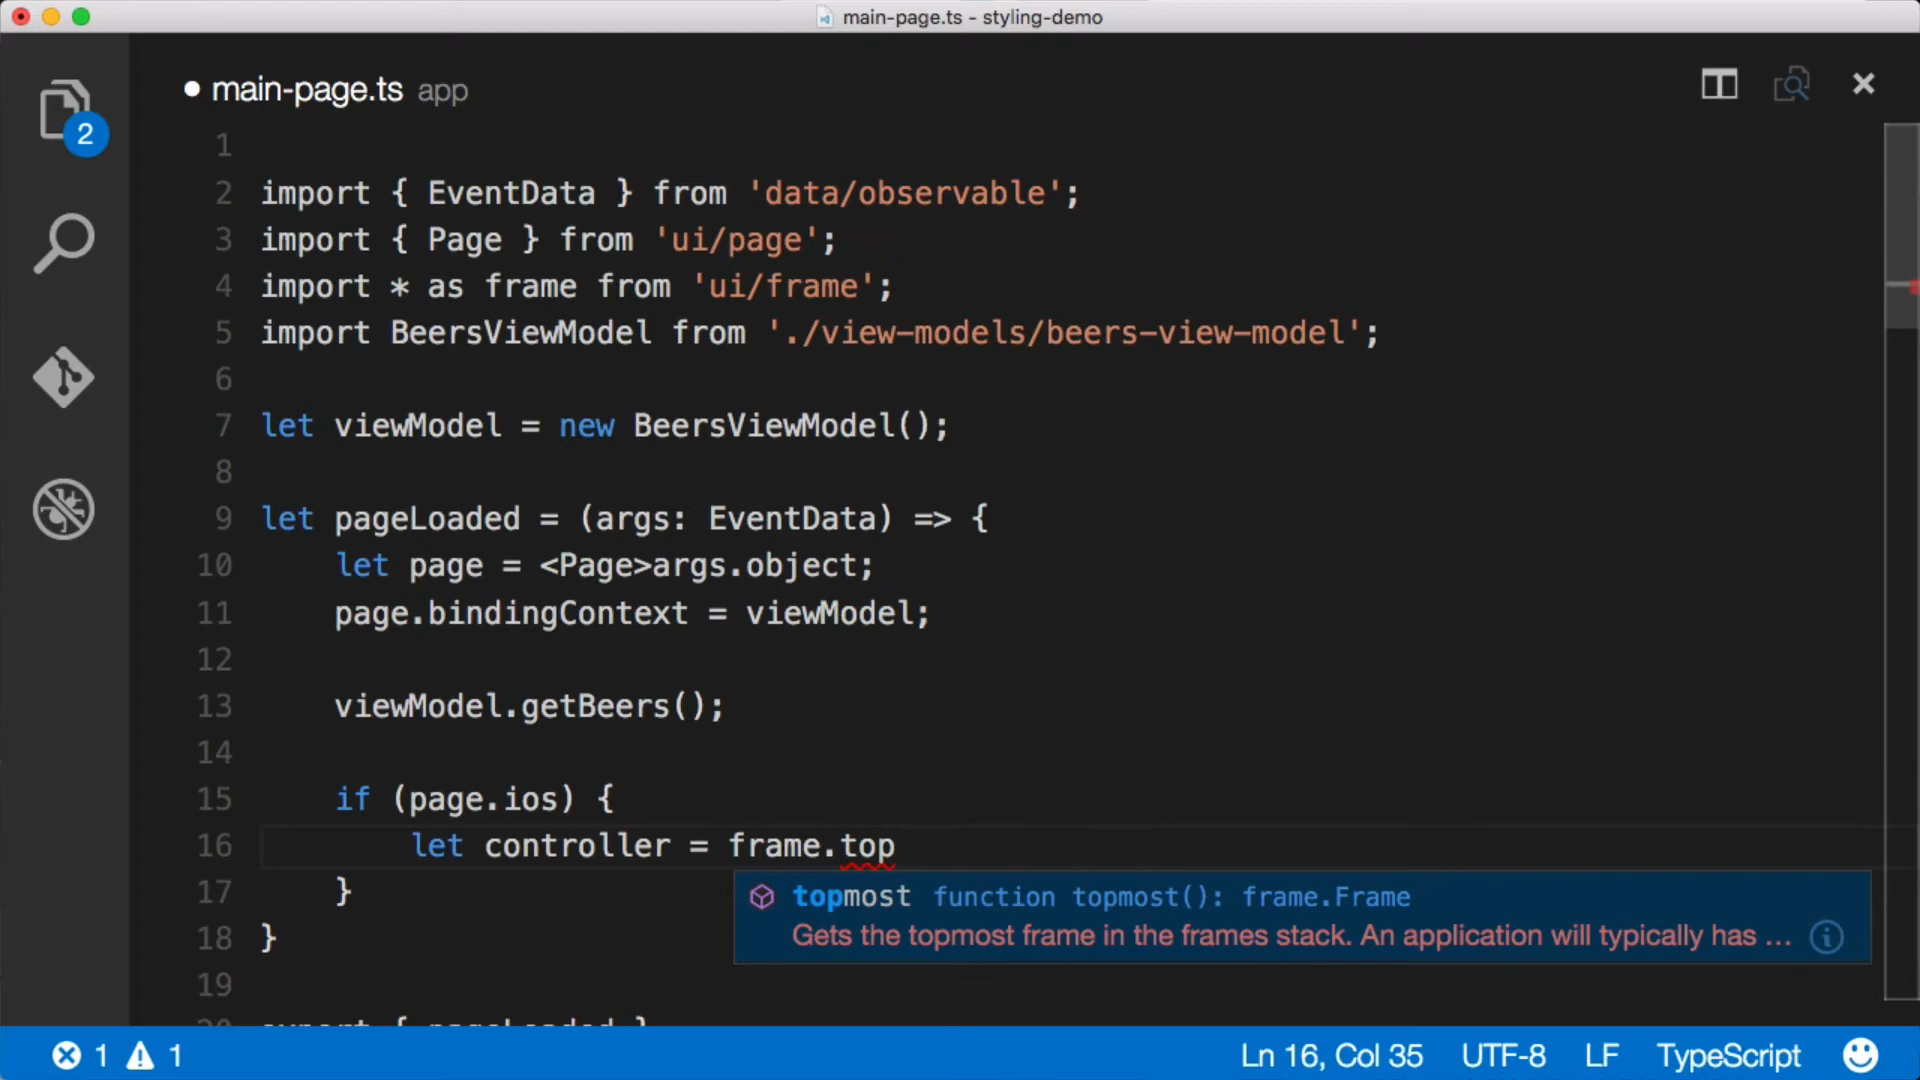 main-page.ts - styling-demo
main-page.ts app
2
1
2 import { EventData } from 'data/observable';
3 import { Page } from 'ui/page';
4 import * as frame from 'ui/frame';
5 import BeersViewModel from './view-models/beers-view-model';
6
7 let viewModel = new BeersViewModel();
8
9 let pageLoaded = (args: EventData) => {
10 let page = <Page>args.object;
11 page.bindingContext = viewModel;
12
13 viewModel.getBeers();
14
15 if (page.ios) {
16 let controller = frame.top
17 }
topmost function topmost(): frame.Frame
Gets the topmost frame in the frames stack. An application will typically has ...
18 }
19
20 export { pageLoaded }
1 1 Ln 16, Col 35 UTF-8 LF TypeScript